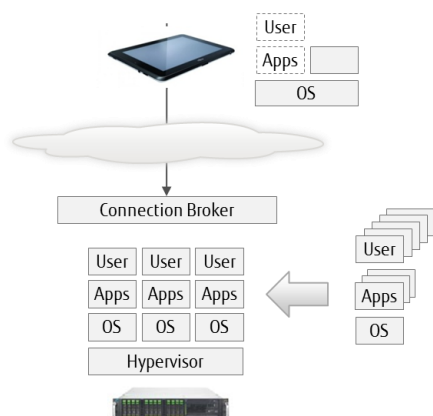 User
Apps
OS
Connection Broker
User User User
Apps Apps Apps
OS OS OS
Hypervisor
User
Apps
OS